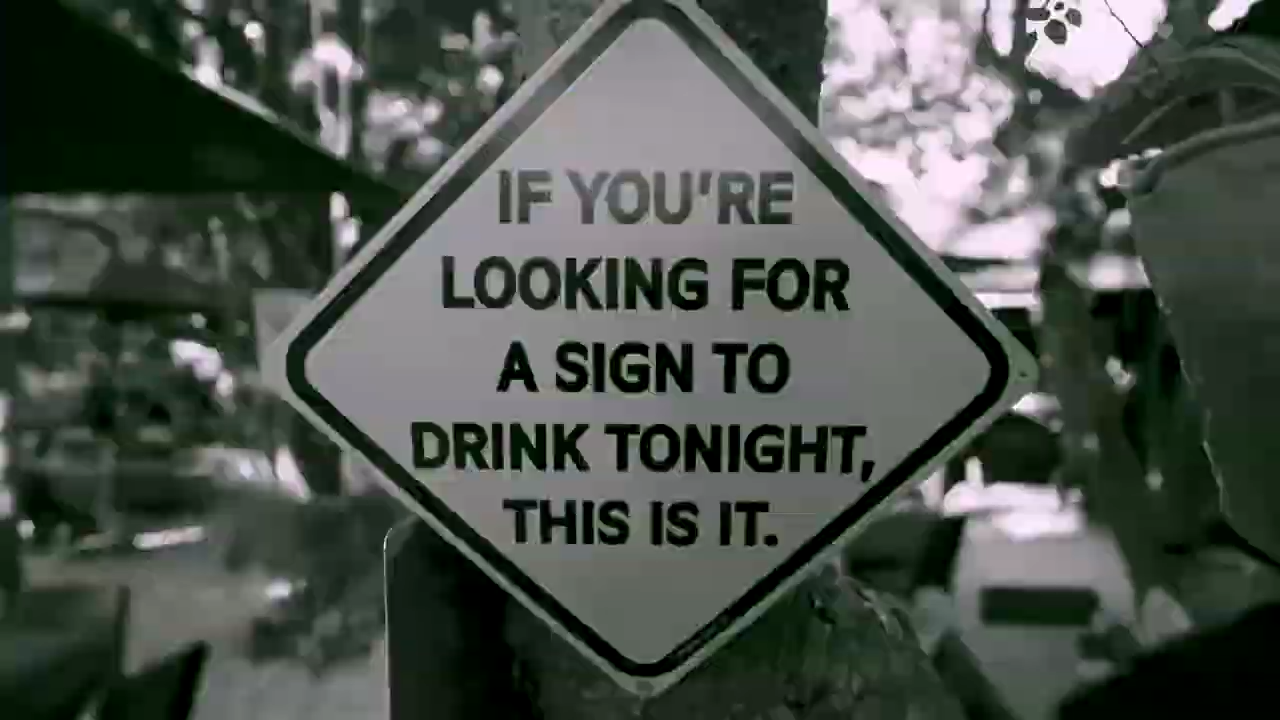 IF YOU'RE
LOOKING FOR
A SIGN TO
DRINK TONIGHT,
THIS IS IT.